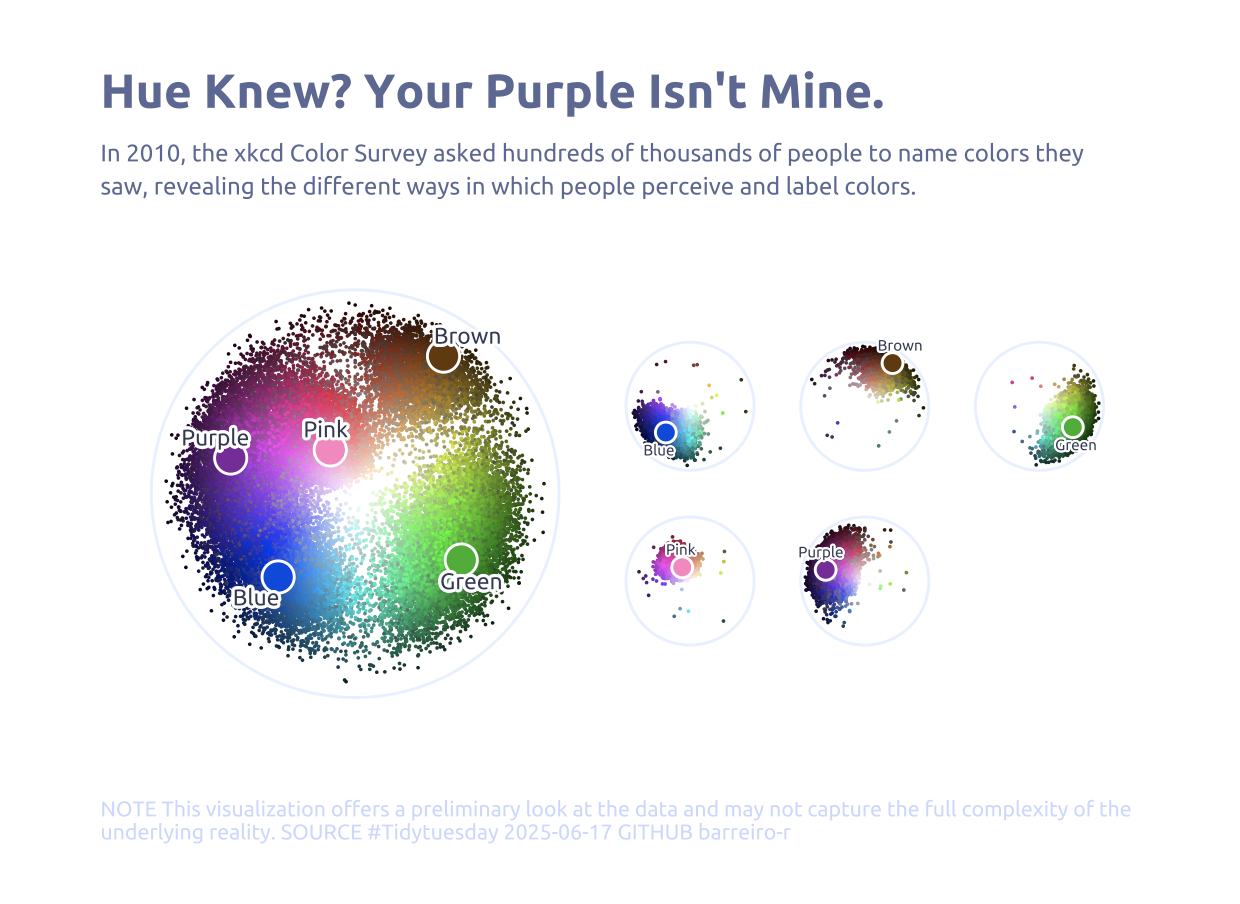 Hue Knew? Your Purple Isn't Mine.
In 2010, the xkcd Color Survey asked hundreds of thousands of people to name colors they
saw, revealing the different ways in which people perceive and label colors.
Brown
Pink
Purple
Blue
Green
Blue
Brown
Green
Pink
Purple
NOTE This visualization offers a preliminary look at the data and may not capture the full complexity of the
underlying reality. SOURCE #Tidytuesday 2025-06-17 GITHUB barreiro-r